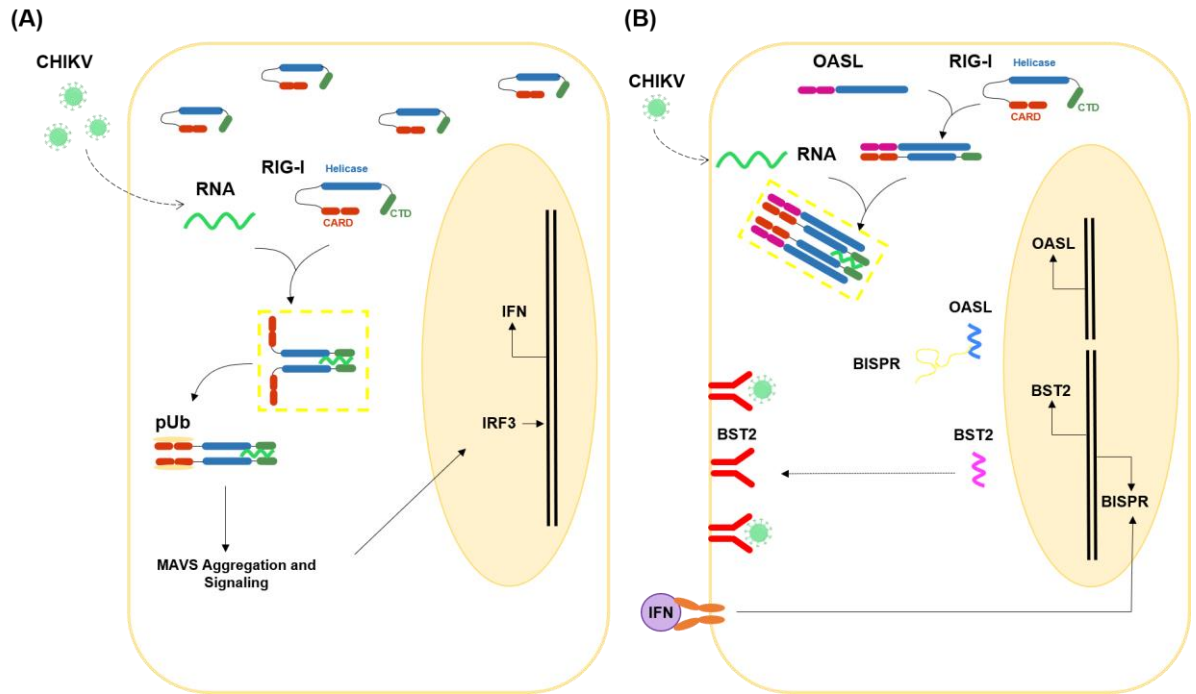 (A)
CHIKV
RIG-I
Helicase
RNA
CARD
CTD
IFN
IRF3
pUb
MAVS Aggregation and
Signaling
(B)
OASL
RIG-I
Helicase
CHIKV
CARD
CTD
RNA
OASL
OASL
BISPR
BST2
BST2
BST2
BISPR
IFN